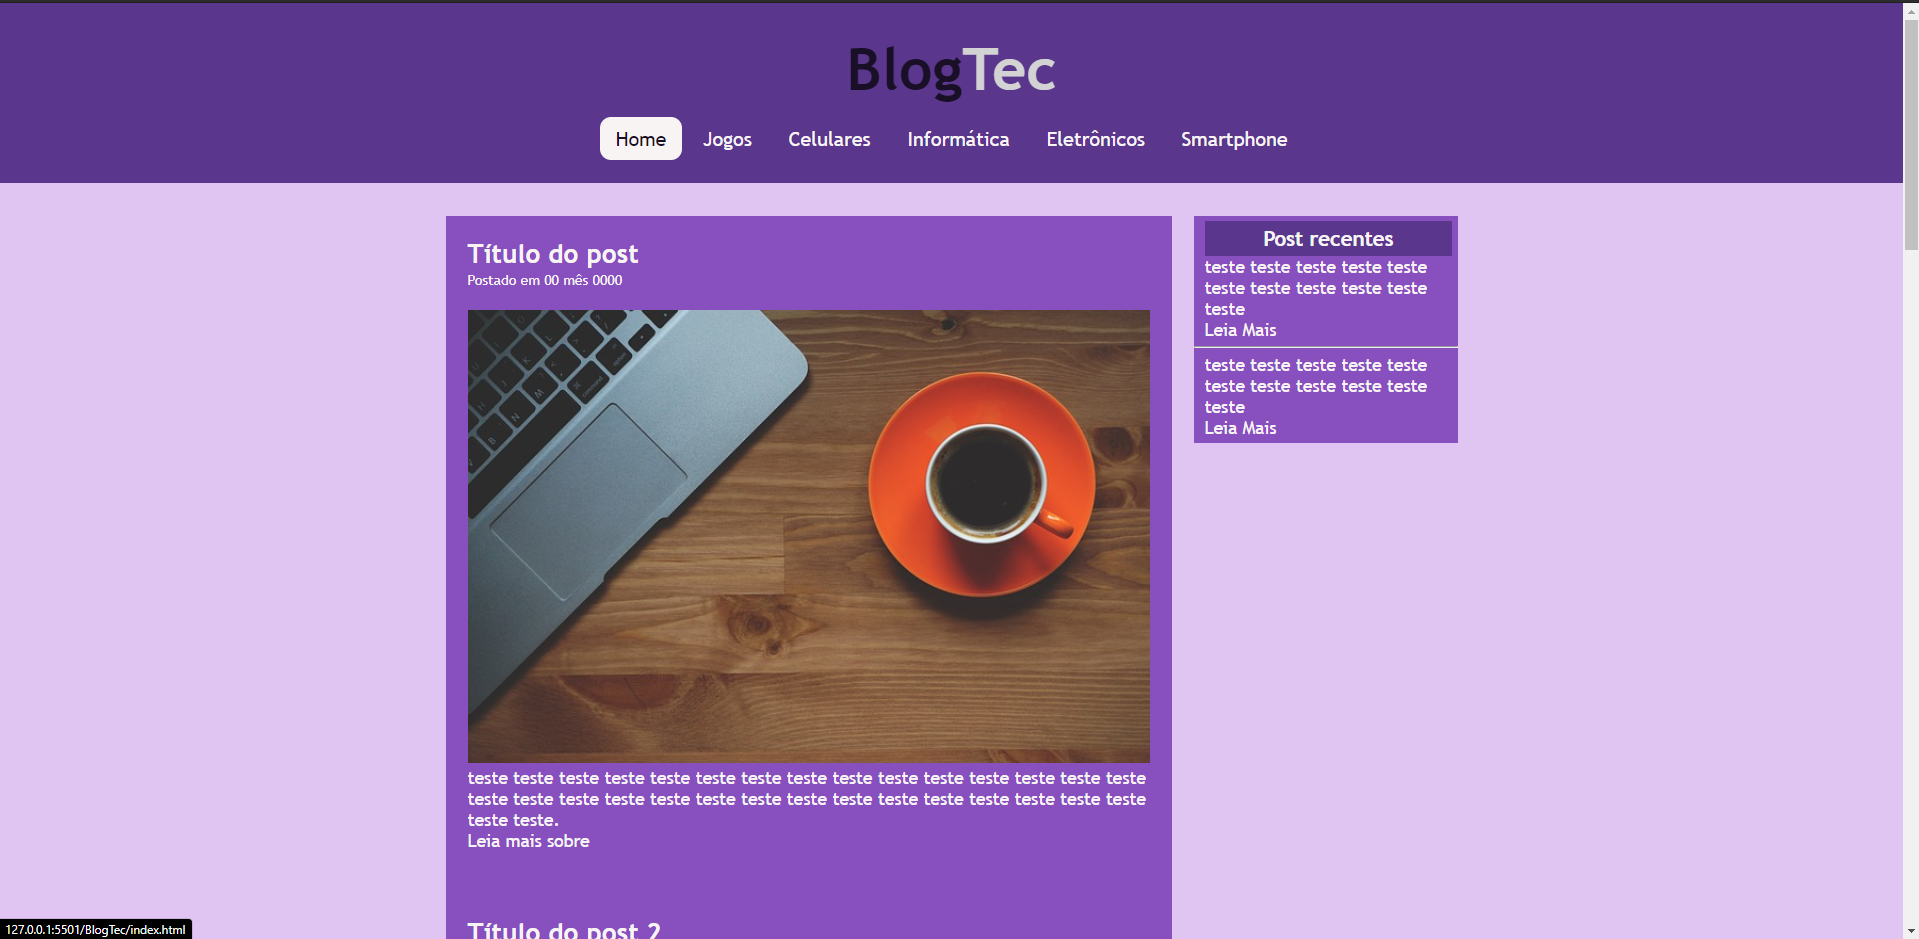 BlogTec
Home Jogos Celulares Informática Eletrônicos Smartphone
Título do post
Postado em 00 mês 0000
teste teste teste teste teste teste teste teste teste teste teste teste teste teste teste
teste teste teste teste teste teste teste teste teste teste teste teste teste teste teste
teste teste.
Leia mais sobre
Título do post 2
Post recentes
teste teste teste teste teste
teste teste teste teste teste
teste
Leia Mais
teste teste teste teste teste
teste teste teste teste teste
teste
Leia Mais
127.0.0.1:5501/BlogTec/index.html